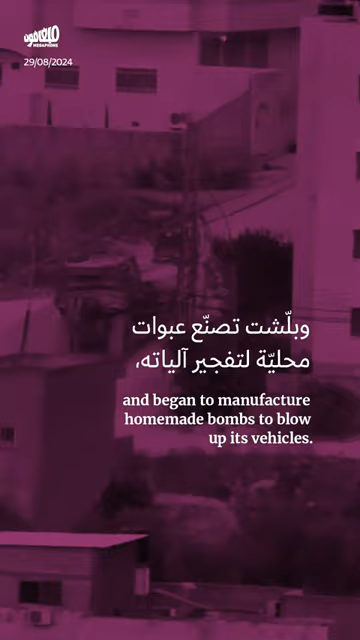 ميغافون
MEGAPHONE
29/08/2024
وبلّشت تصنّع عبوات
محليّة لتفجير آلياته،
and began to manufacture
homemade bombs to blow
up its vehicles.